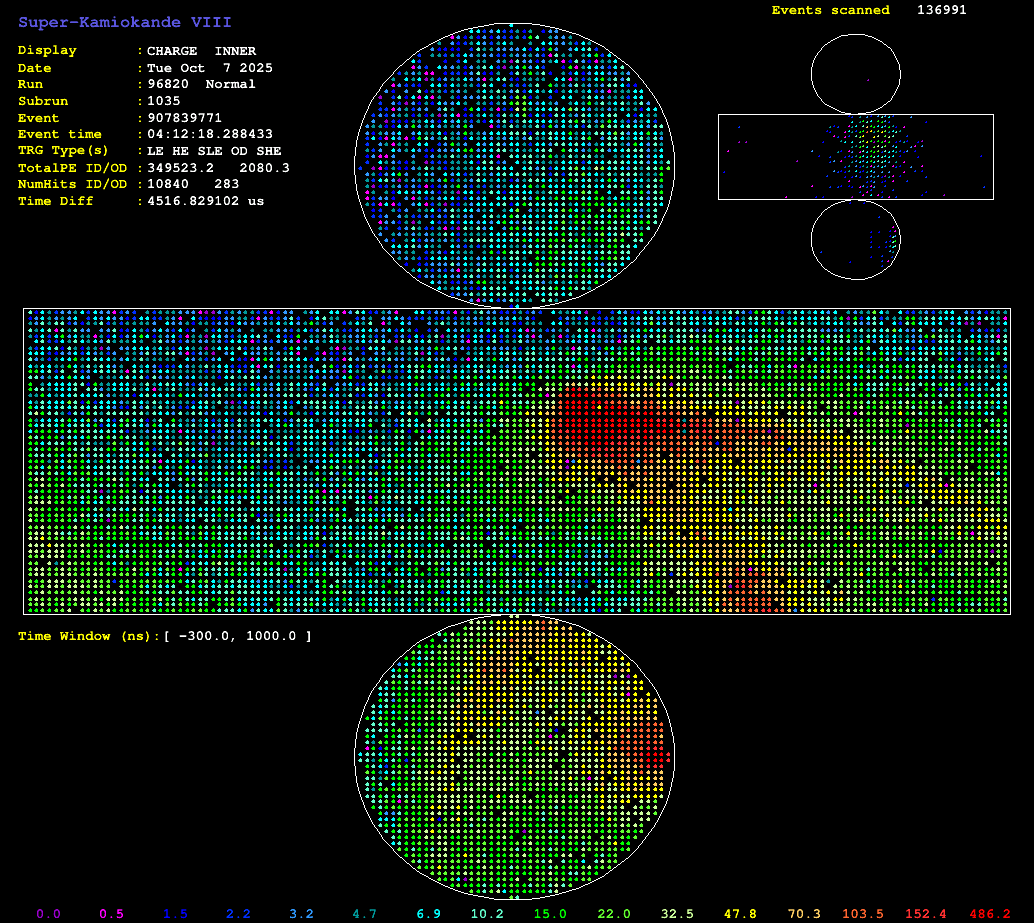 Super-Kamiokande VIII
Events scanned 136991
Display : CHARGE INNER
Date : Tue Oct 7 2025
Run : 96820 Normal
Subrun : 1035
Event : 907839771
Event time : 04:12:18.288433
TRG Type(s) : LE HE SLE OD SHE
TotalPE ID/OD : 349523.2 2080.3
NumHits ID/OD : 10840 283
Time Diff : 4516.829102 us
Time Window (ns):[ -300.0, 1000.0 ]
0.0 0.5 1.5 2.2 3.2 4.7 6.9 10.2 15.0 22.0 32.5 47.8 70.3 103.5 152.4 486.2